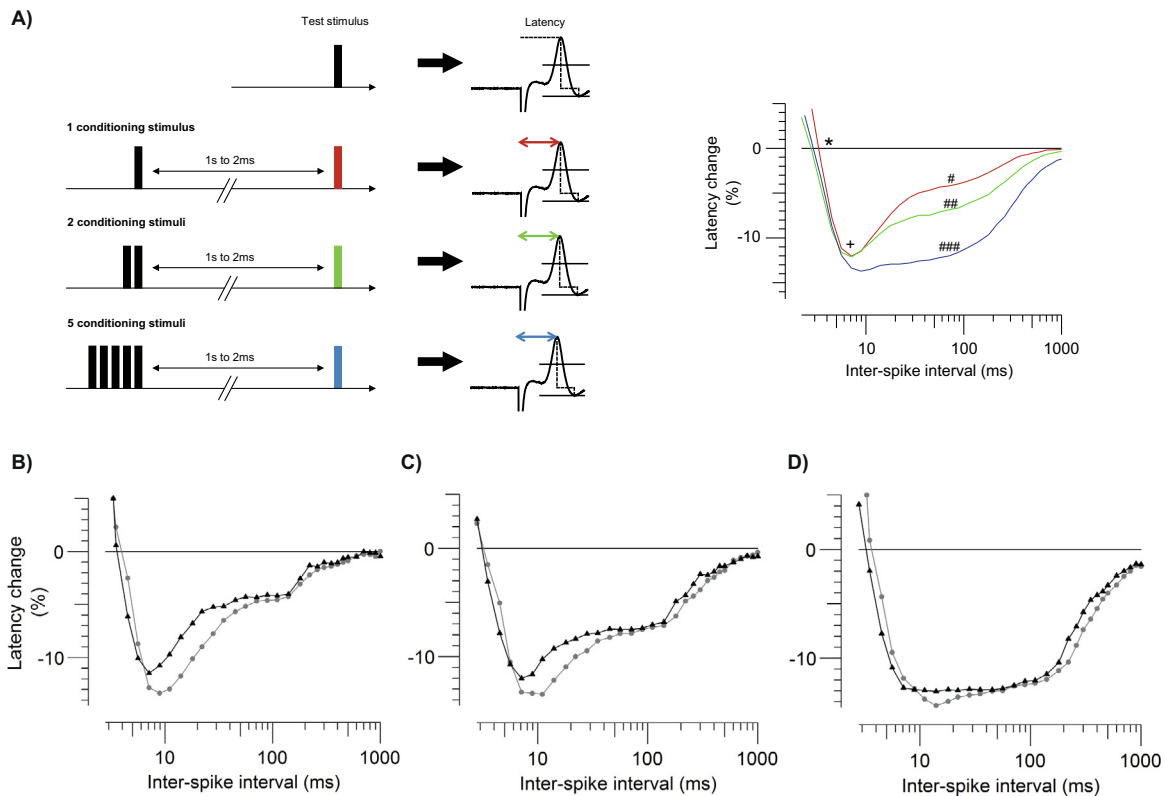 A)
Test stimulus
Latency
1 conditioning stimulus
1s to 2ms
2 conditioning stimuli
1s to 2ms
5 conditioning stimuli
1s to 2ms
Latency change
(%)
0
-10
*
+
#
##
###
10
100
1000
Inter-spike interval (ms)
B)
Latency change
(%)
0
-10
10
100
1000
Inter-spike interval (ms)
C)
0
-10
10
100
1000
Inter-spike interval (ms)
D)
0
-10
10
100
1000
Inter-spike interval (ms)